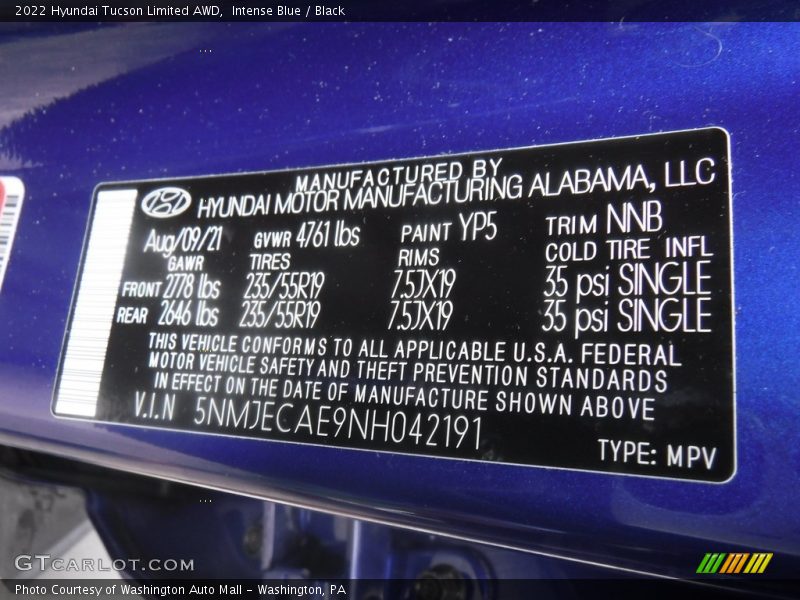 2022 Hyundai Tucson Limited AWD, Intense Blue / Black
MANUFACTURED BY
HYUNDAI MOTOR MANUFACTURING ALABAMA, LLC
Aug/09/21 GVWR 4761 lbs PAINT YP5 TRIM NNB
GAWR TIRES RIMS COLD TIRE INFL
FRONT 2778 lbs 235/55R19 7.5JX19 35 psi SINGLE
REAR 2646 lbs 235/55R19 7.5JX19 35 psi SINGLE
THIS VEHICLE CONFORMS TO ALL APPLICABLE U.S.A. FEDERAL
MOTOR VEHICLE SAFETY AND THEFT PREVENTION STANDARDS
IN EFFECT ON THE DATE OF MANUFACTURE SHOWN ABOVE
V.I.N 5NMJECAE9NH042191
TYPE: MPV
GTCARLOT.COM
Photo Courtesy of Washington Auto Mall - Washington, PA